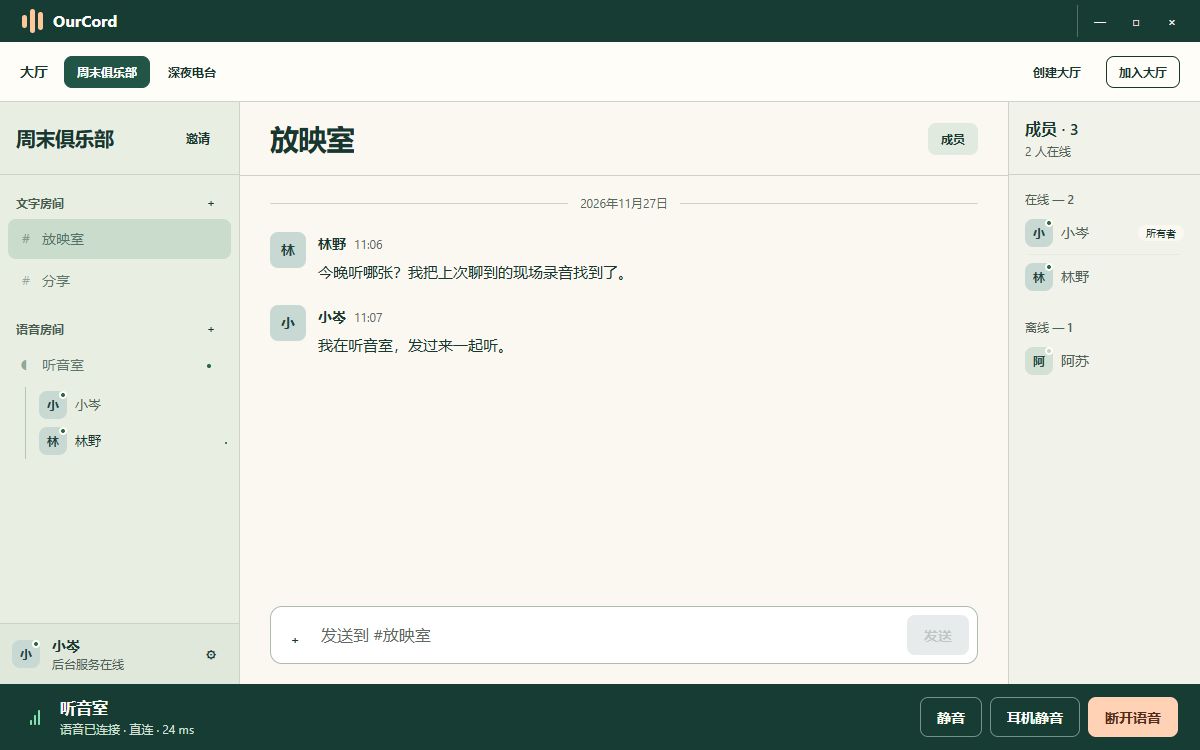 OurCord
大厅
周末俱乐部
深夜电台
创建大厅
加入大厅
周末俱乐部
邀请
文字房间
+
# 放映室
# 分享
语音房间
+
听音室
小 小岑
林 林野
小 小岑
后台服务在线
放映室
成员
2026年11月27日
林 林野 11:06
今晚听哪张？我把上次聊到的现场录音找到了。
小 小岑 11:07
我在听音室，发过来一起听。
+ 发送到 #放映室
发送
成员 · 3
2 人在线
在线 — 2
小 小岑 所有者
林 林野
离线 — 1
阿 阿苏
听音室
语音已连接 · 直连 · 24 ms
静音
耳机静音
断开语音